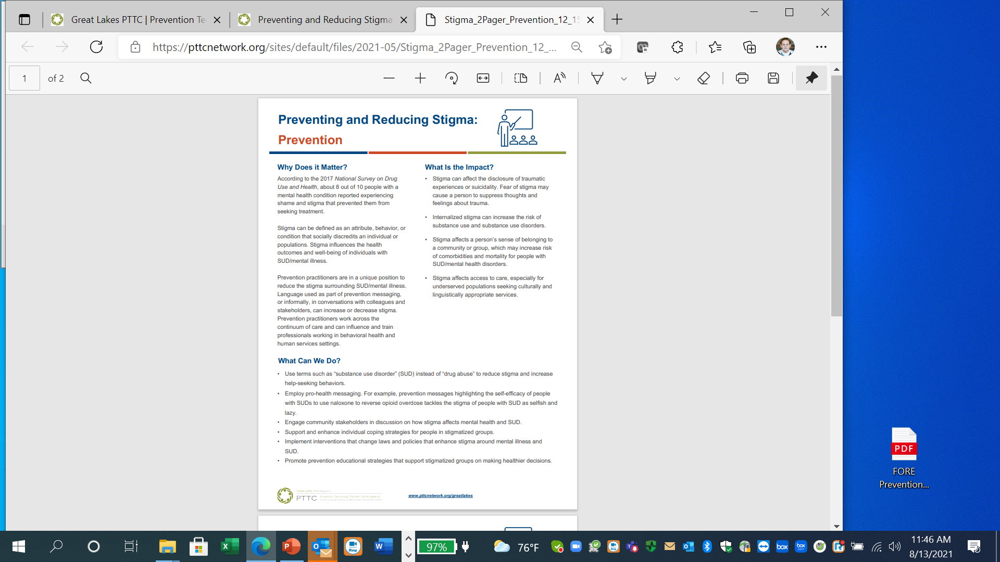 Great Lakes PTTC | Prevention Te
Preventing and Reducing Stigma
Stigma_2Pager_Prevention_12_15
https://pttcnetwork.org/sites/default/files/2021-05/Stigma_2Pager_Prevention_12_...
1 of 2
Preventing and Reducing Stigma:
Prevention
Why Does it Matter?
According to the 2017 National Survey on Drug
Use and Health, about 8 out of 10 people with a
mental health condition reported experiencing
shame and stigma that prevented them from
seeking treatment.
Stigma can be defined as an attribute, behavior, or
condition that socially discredits an individual or
populations. Stigma influences the health
outcomes and well-being of individuals with
SUD/mental illness.
Prevention practitioners are in a unique position to
reduce the stigma surrounding SUD/mental illness.
Language used as part of prevention messaging,
or informally, in conversations with colleagues and
stakeholders, can increase or decrease stigma.
Prevention practitioners work across the
continuum of care and can influence and train
professionals working in behavioral health and
human services settings.
What Is the Impact?
• Stigma can affect the disclosure of traumatic
experiences or suicidality. Fear of stigma may
cause a person to suppress thoughts and
feelings about trauma.
• Internalized stigma can increase the risk of
substance use and substance use disorders.
• Stigma affects a person's sense of belonging to
a community or group, which may increase risk
of comorbidities and mortality for people with
SUD/mental health disorders.
• Stigma affects access to care, especially for
underserved populations seeking culturally and
linguistically appropriate services.
What Can We Do?
• Use terms such as “substance use disorder” (SUD) instead of “drug abuse” to reduce stigma and increase
help-seeking behaviors.
• Employ pro-health messaging. For example, prevention messages highlighting the self-efficacy of people
with SUDs to use naloxone to reverse opioid overdose tackles the stigma of people with SUD as selfish and
lazy.
• Engage community stakeholders in discussion on how stigma affects mental health and SUD.
• Support and enhance individual coping strategies for people in stigmatized groups.
• Implement interventions that change laws and policies that enhance stigma around mental illness and
SUD.
• Promote prevention educational strategies that support stigmatized groups on making healthier decisions.
Great Lakes (HHS Region 5)
PTTC Prevention Technology Transfer Center Network
www.pttcnetwork.org/greatlakes
PDF
FORE
Prevention...
97%
76°F
11:46 AM
8/13/2021
Ring
box
box